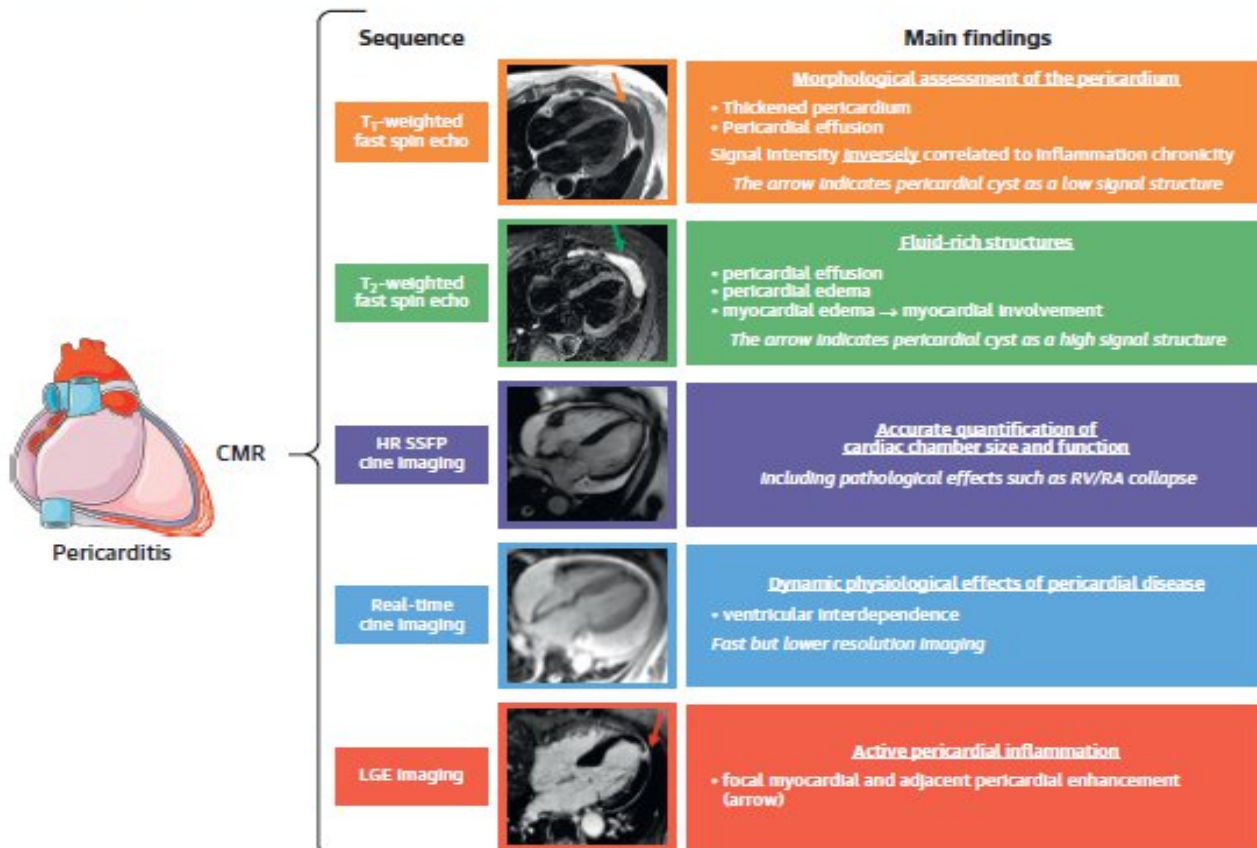 Sequence
Main findings
T₁-weighted
fast spin echo
Morphological assessment of the pericardium
• Thickened pericardium
• Pericardial effusion
Signal intensity inversely correlated to inflammation chronicity
The arrow indicates pericardial cyst as a low signal structure
T₂-weighted
fast spin echo
Fluid-rich structures
• pericardial effusion
• pericardial edema
• myocardial edema → myocardial involvement
The arrow indicates pericardial cyst as a high signal structure
Pericarditis
CMR
HR SSFP
cine imaging
Accurate quantification of
cardiac chamber size and function
Including pathological effects such as RV/RA collapse
Real-time
cine imaging
Dynamic physiological effects of pericardial disease
• ventricular interdependence
Fast but lower resolution imaging
LGE imaging
Active pericardial inflammation
• focal myocardial and adjacent pericardial enhancement
(arrow)